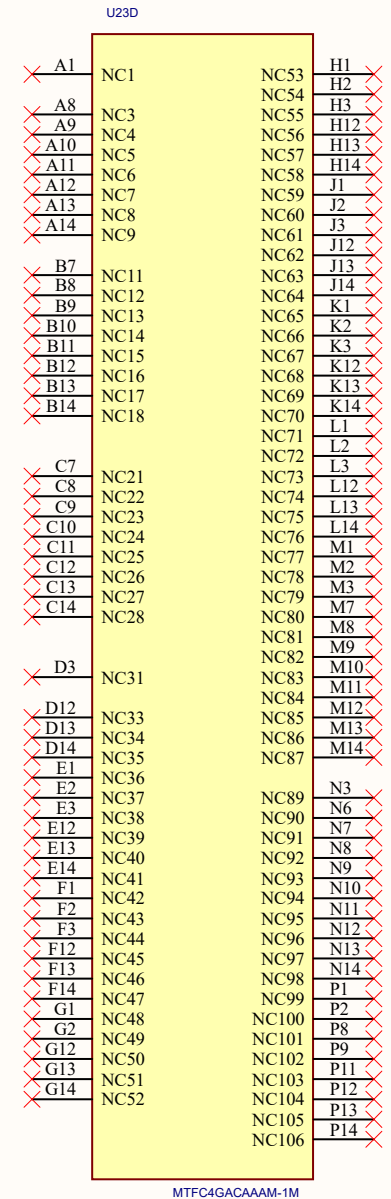 U23D
A1 NC1
A8 NC3
A9 NC4
A10 NC5
A11 NC6
A12 NC7
A13 NC8
A14 NC9
B7 NC11
B8 NC12
B9 NC13
B10 NC14
B11 NC15
B12 NC16
B13 NC17
B14 NC18
C7 NC21
C8 NC22
C9 NC23
C10 NC24
C11 NC25
C12 NC26
C13 NC27
C14 NC28
D3 NC31
D12 NC33
D13 NC34
D14 NC35
E1 NC36
E2 NC37
E3 NC38
E12 NC39
E13 NC40
E14 NC41
F1 NC42
F2 NC43
F3 NC44
F12 NC45
F13 NC46
F14 NC47
G1 NC48
G2 NC49
G12 NC50
G13 NC51
G14 NC52
NC53 H1
NC54 H2
NC55 H3
NC56 H12
NC57 H13
NC58 H14
NC59 J1
NC60 J2
NC61 J3
NC62 J12
NC63 J13
NC64 J14
NC65 K1
NC66 K2
NC67 K3
NC68 K12
NC69 K13
NC70 K14
NC71 L1
NC72 L2
NC73 L3
NC74 L12
NC75 L13
NC76 L14
NC77 M1
NC78 M2
NC79 M3
NC80 M7
NC81 M8
NC82 M9
NC83 M10
NC84 M11
NC85 M12
NC86 M13
NC87 M14
NC89 N3
NC90 N6
NC91 N7
NC92 N8
NC93 N9
NC94 N10
NC95 N11
NC96 N12
NC97 N13
NC98 N14
NC99 P1
NC100 P2
NC101 P8
NC102 P9
NC103 P11
NC104 P12
NC105 P13
NC106 P14
MTFC4GACAAAM-1M